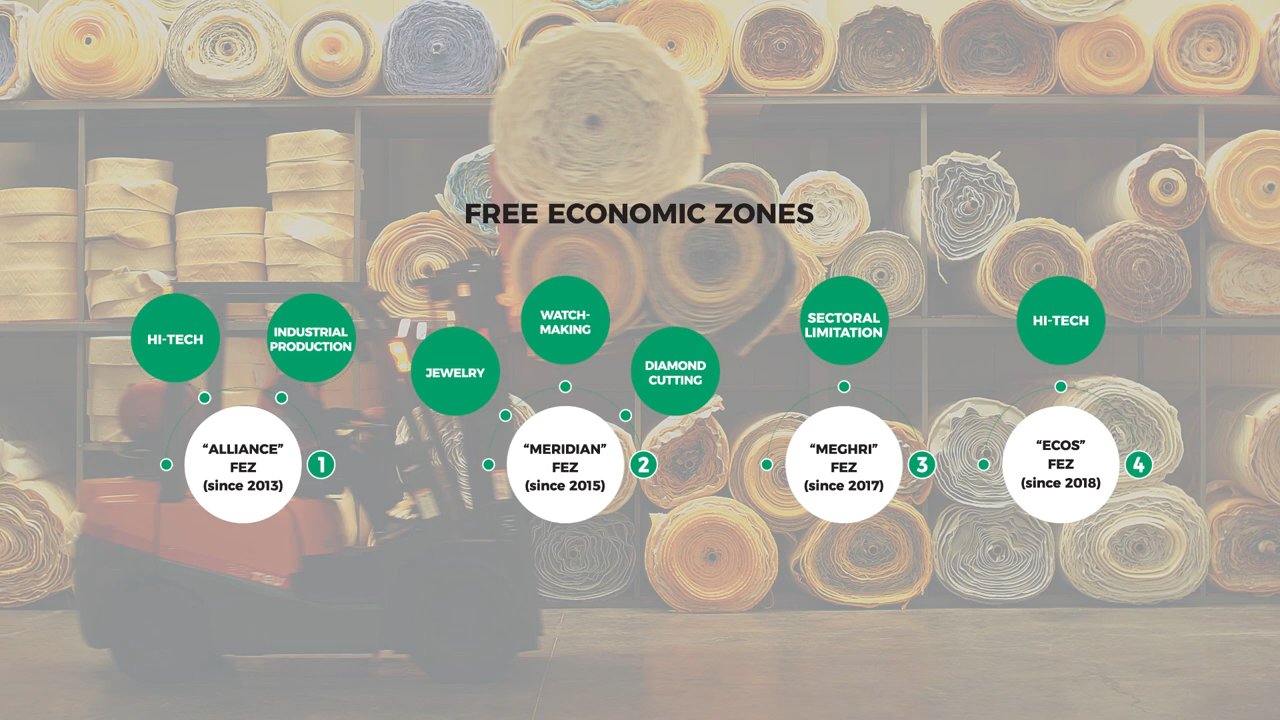 FREE ECONOMIC ZONES
HI-TECH
INDUSTRIAL
PRODUCTION
“ALLIANCE”
FEZ
(since 2013)
1
JEWELRY
WATCH-
MAKING
DIAMOND
CUTTING
“MERIDIAN”
FEZ
(since 2015)
2
SECTORAL
LIMITATION
“MEGHRI”
FEZ
(since 2017)
3
HI-TECH
“ECOS”
FEZ
(since 2018)
4